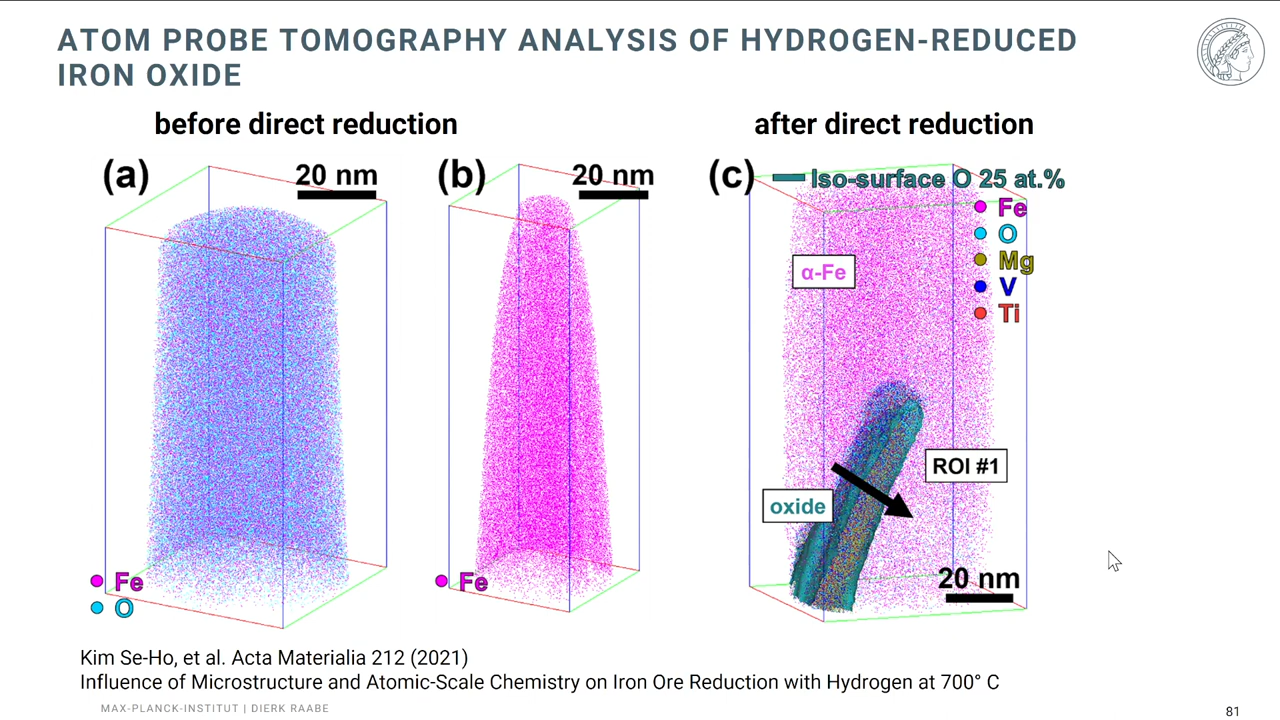 ATOM PROBE TOMOGRAPHY ANALYSIS OF HYDROGEN-REDUCED
IRON OXIDE
before direct reduction
after direct reduction
(a)
20 nm
Fe
O
(b)
20 nm
Fe
(c)
Iso-surface O 25 at.%
Fe
O
Mg
V
Ti
α-Fe
ROI #1
oxide
20 nm
Kim Se-Ho, et al. Acta Materialia 212 (2021)
Influence of Microstructure and Atomic-Scale Chemistry on Iron Ore Reduction with Hydrogen at 700° C
MAX-PLANCK-INSTITUT | DIERK RAABE
81